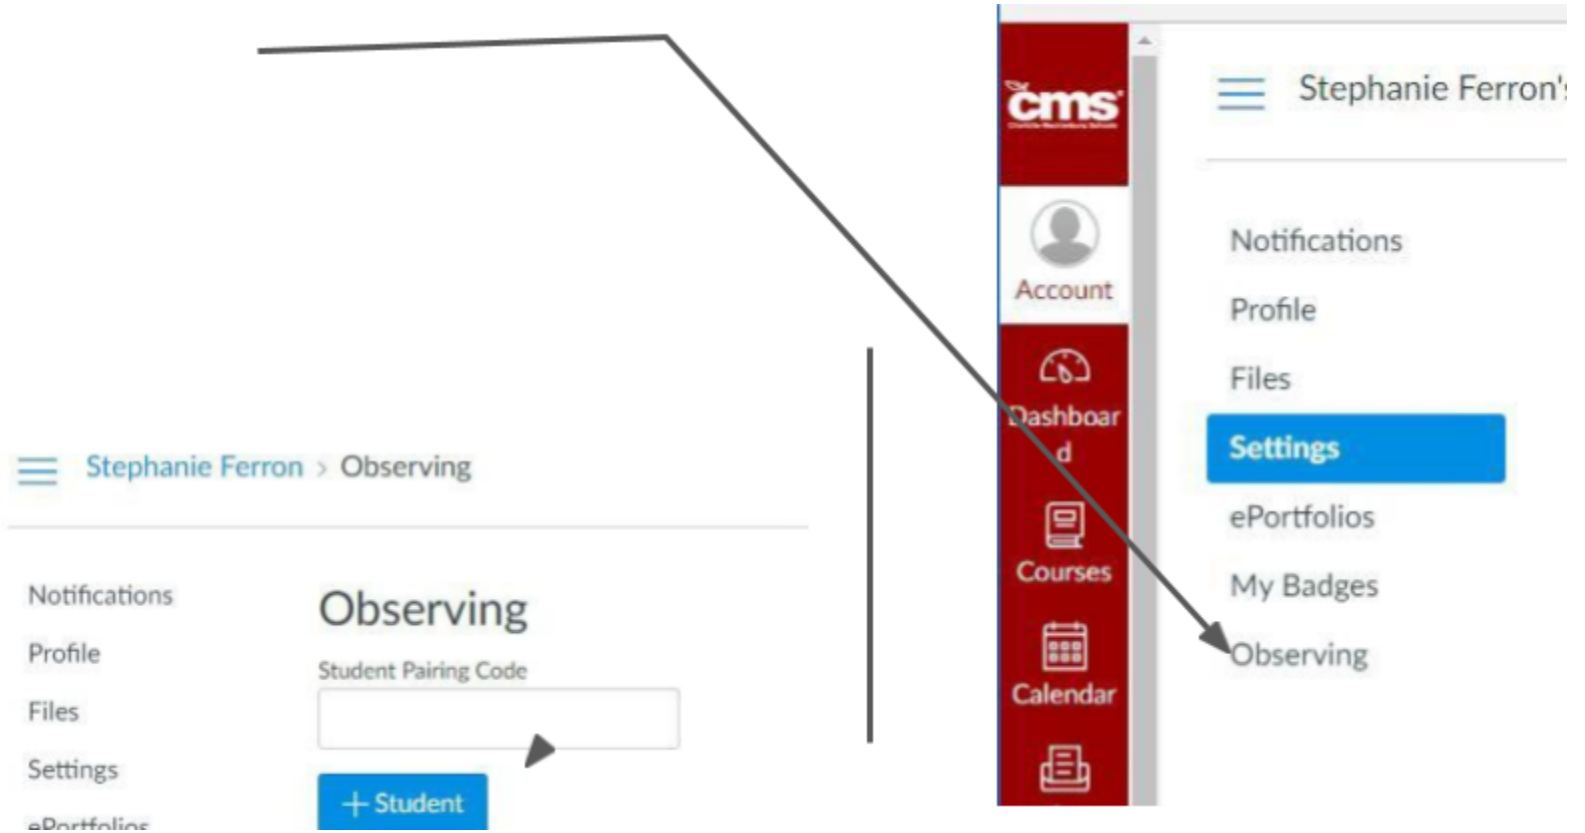 Stephanie Ferron > Observing
Notifications
Profile
Files
Settings
ePortfolios
Observing
Student Pairing Code
+ Student
cms
Account
Dashboar
d
Courses
Calendar
Stephanie Ferron's
Notifications
Profile
Files
Settings
ePortfolios
My Badges
Observing